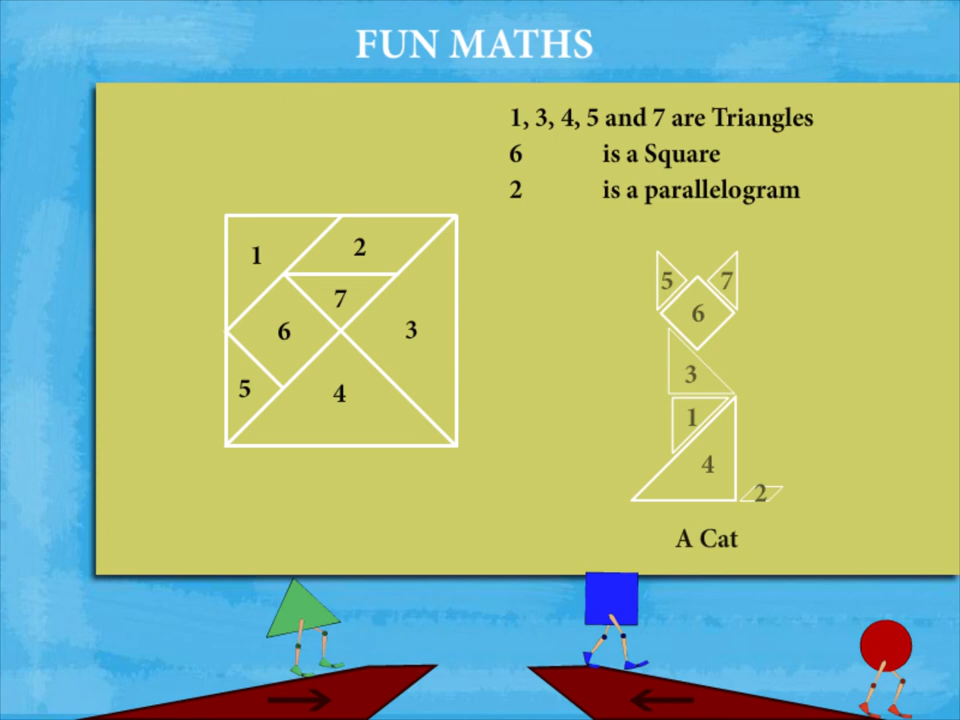 FUN MATHS
1, 3, 4, 5 and 7 are Triangles
6 is a Square
2 is a parallelogram
1
2
7
6
3
5
4
5
7
6
3
1
4
2
A Cat